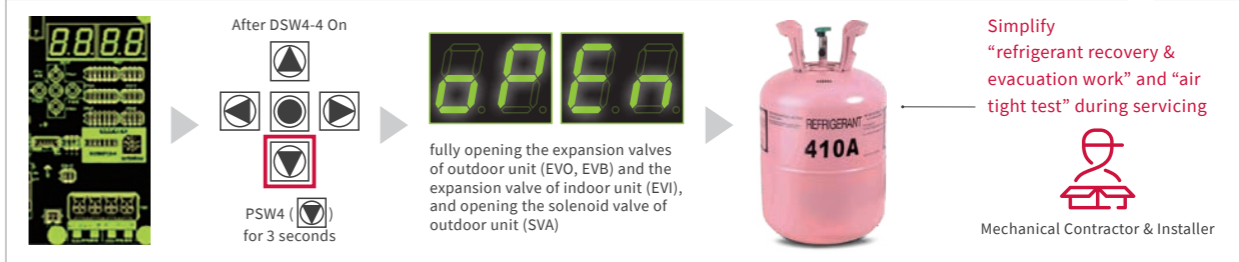 8.8.8.8.
After DSW4-4 On
PSW4 ( )
for 3 seconds
oPEn
fully opening the expansion valves
of outdoor unit (EVO, EVB) and the
expansion valve of indoor unit (EVI),
and opening the solenoid valve of
outdoor unit (SVA)
REFRIGERANT
410A
Simplify
“refrigerant recovery &
evacuation work” and “air
tight test” during servicing
Mechanical Contractor & Installer